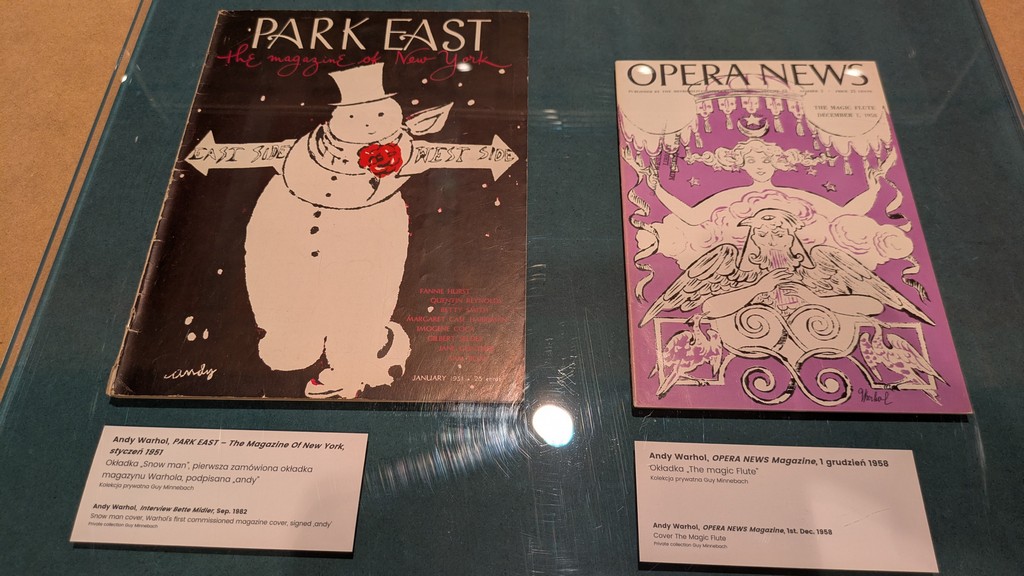 PARK EAST
the magazine of New York
EAST SIDE
WEST SIDE
FANNIE HURST
QUENTIN REYNOLDS
BETTY SMITH
IMOGENE COCA
JANUARY 1951 • 25 cents
andy
OPERA NEWS
THE MAGIC FLUTE
DECEMBER 1, 1958
Warhol
Andy Warhol, PARK EAST – The Magazine Of New York,
styczeń 1951
Okładka „Snow man", pierwsza zamówiona okładka
magazynu Warhola, podpisana „andy"
Kolekcja prywatna Guy Minnebach
Andy Warhol, Interview Bette Midler, Sep. 1982
Snow man cover, Warhol's first commissioned magazine cover, signed ‚andy'
Private collection Guy Minnebach
Andy Warhol, OPERA NEWS Magazine, 1 grudzień 1958
Okładka „The magic Flute"
Kolekcja prywatna Guy Minnebach
Andy Warhol, OPERA NEWS Magazine, 1st. Dec. 1958
Cover The Magic Flute
Private collection Guy Minnebach